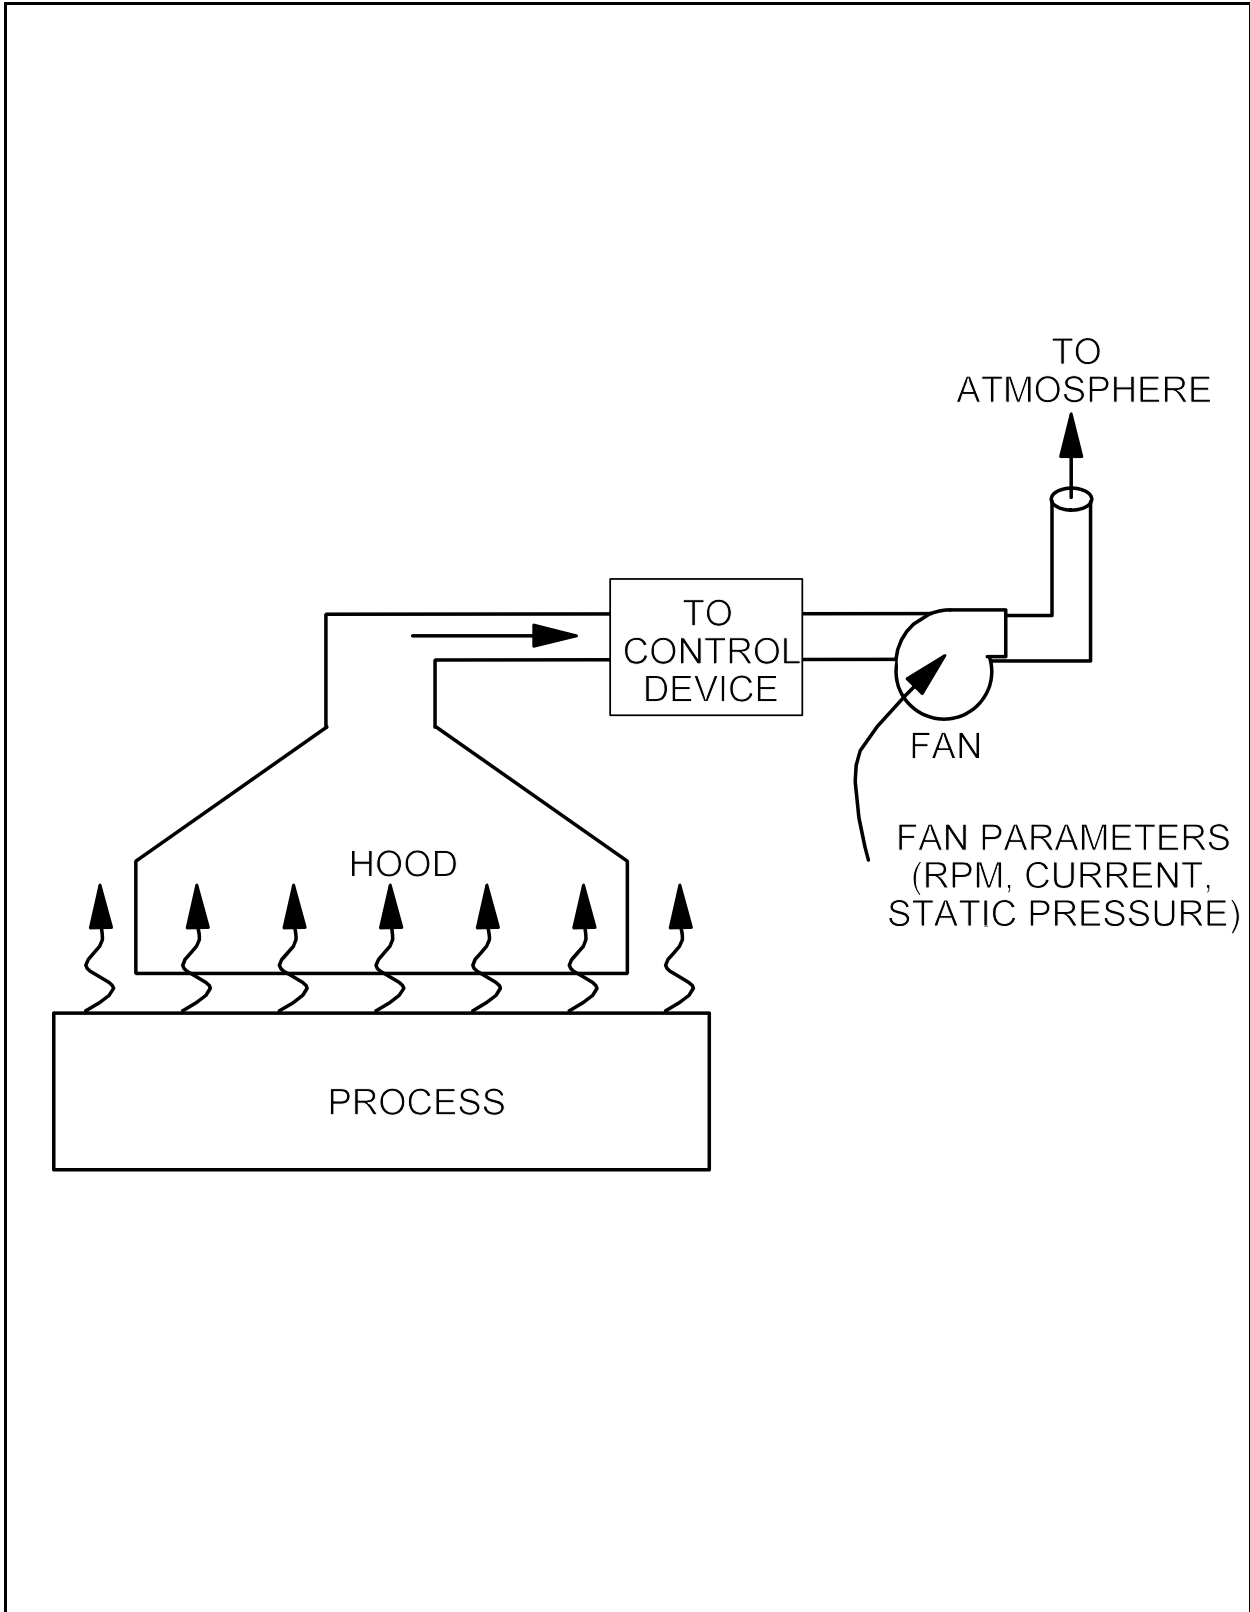 TO
ATMOSPHERE
TO
CONTROL
DEVICE
FAN
HOOD
FAN PARAMETERS
(RPM, CURRENT,
STATIC PRESSURE)
PROCESS